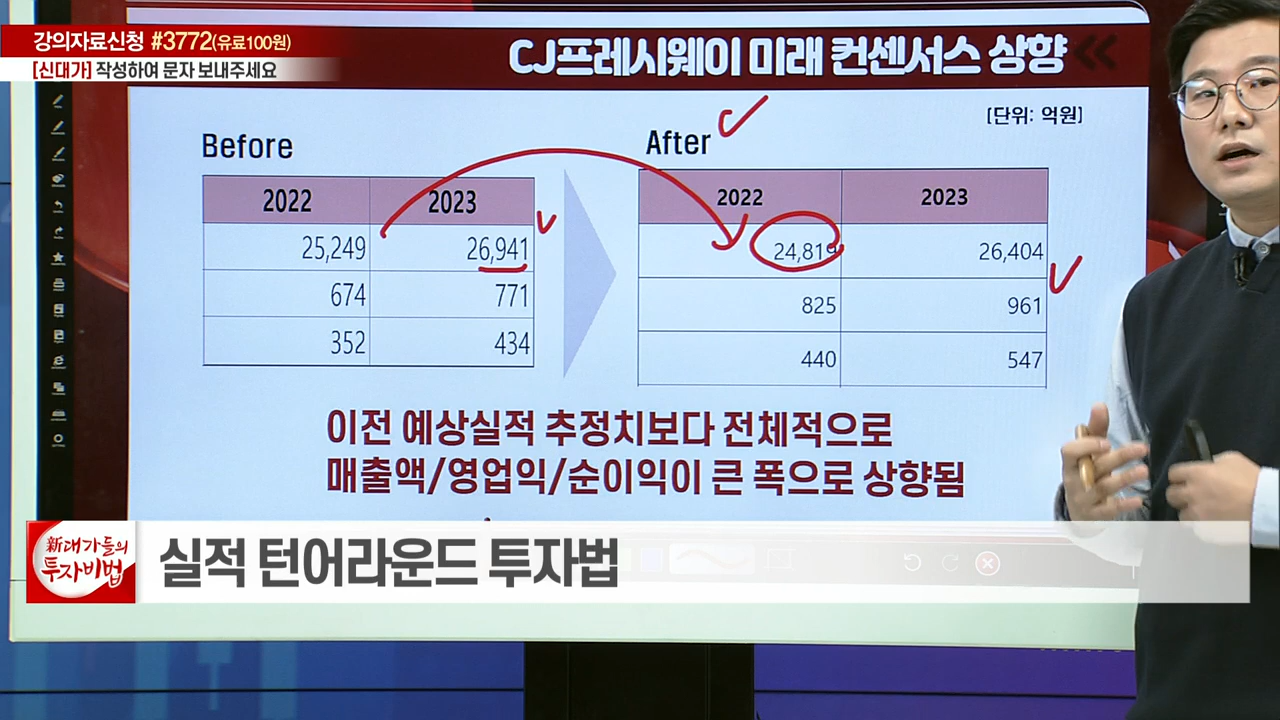 강의자료신청 #3772(유료100원)
[신대가] 작성하여 문자 보내주세요
CJ프레시웨이 미래 컨센서스 상향
[단위: 억원]
Before
After
2022 2023
25,249 26,941
674 771
352 434
2022 2023
24,819 26,404
825 961
440 547
이전 예상실적 추정치보다 전체적으로
매출액/영업익/순이익이 큰 폭으로 상향됨
新대가들의
투자비법
실적 턴어라운드 투자법